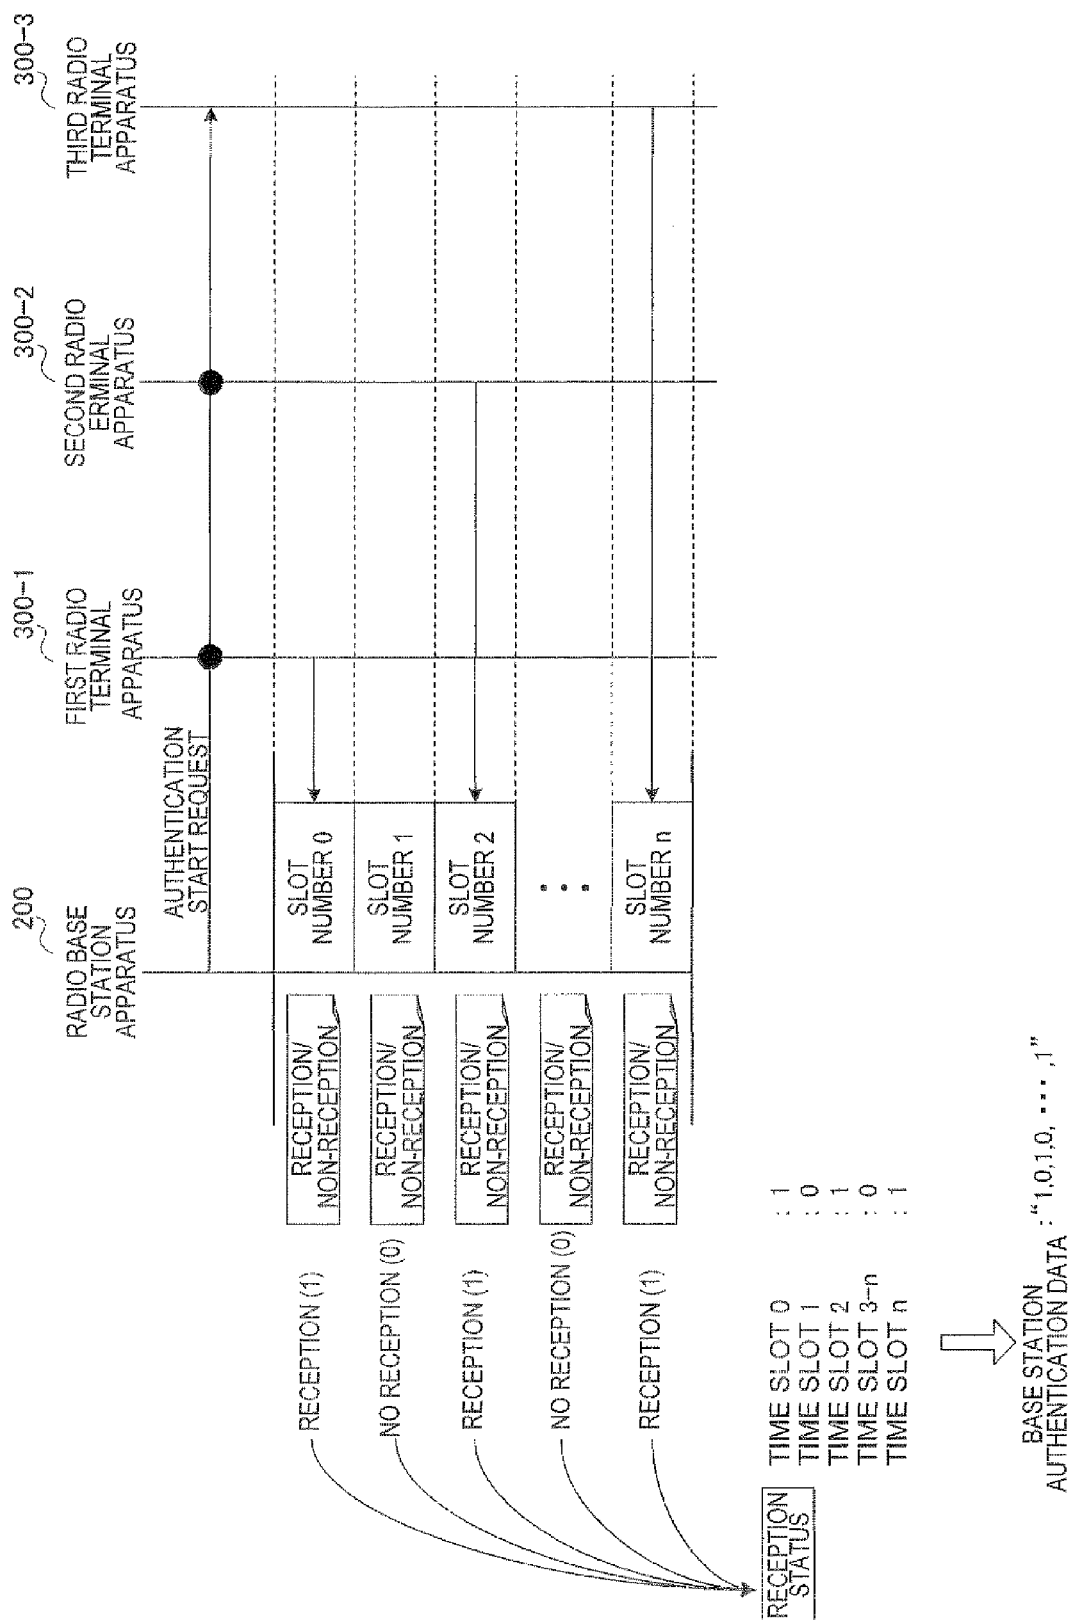 200
RADIO BASE
STATION
APPARATUS
300-1
FIRST RADIO
TERMINAL
APPARATUS
300-2
SECOND RADIO
ERMINAL
APPARATUS
300-3
THIRD RADIO
TERMINAL
APPARATUS
AUTHENTICATION
START REQUEST
RECEPTION (1)
RECEPTION/
NON-RECEPTION
SLOT
NUMBER 0
NO RECEPTION (0)
RECEPTION/
NON-RECEPTION
SLOT
NUMBER 1
RECEPTION (1)
RECEPTION/
NON-RECEPTION
SLOT
NUMBER 2
NO RECEPTION (0)
RECEPTION/
NON-RECEPTION
...
RECEPTION (1)
RECEPTION/
NON-RECEPTION
SLOT
NUMBER n
RECEPTION
STATUS
TIME SLOT 0 : 1
TIME SLOT 1 : 0
TIME SLOT 2 : 1
TIME SLOT 3-n : 0
TIME SLOT n : 1
BASE STATION
AUTHENTICATION DATA : "1,0,1,0, ... ,1"